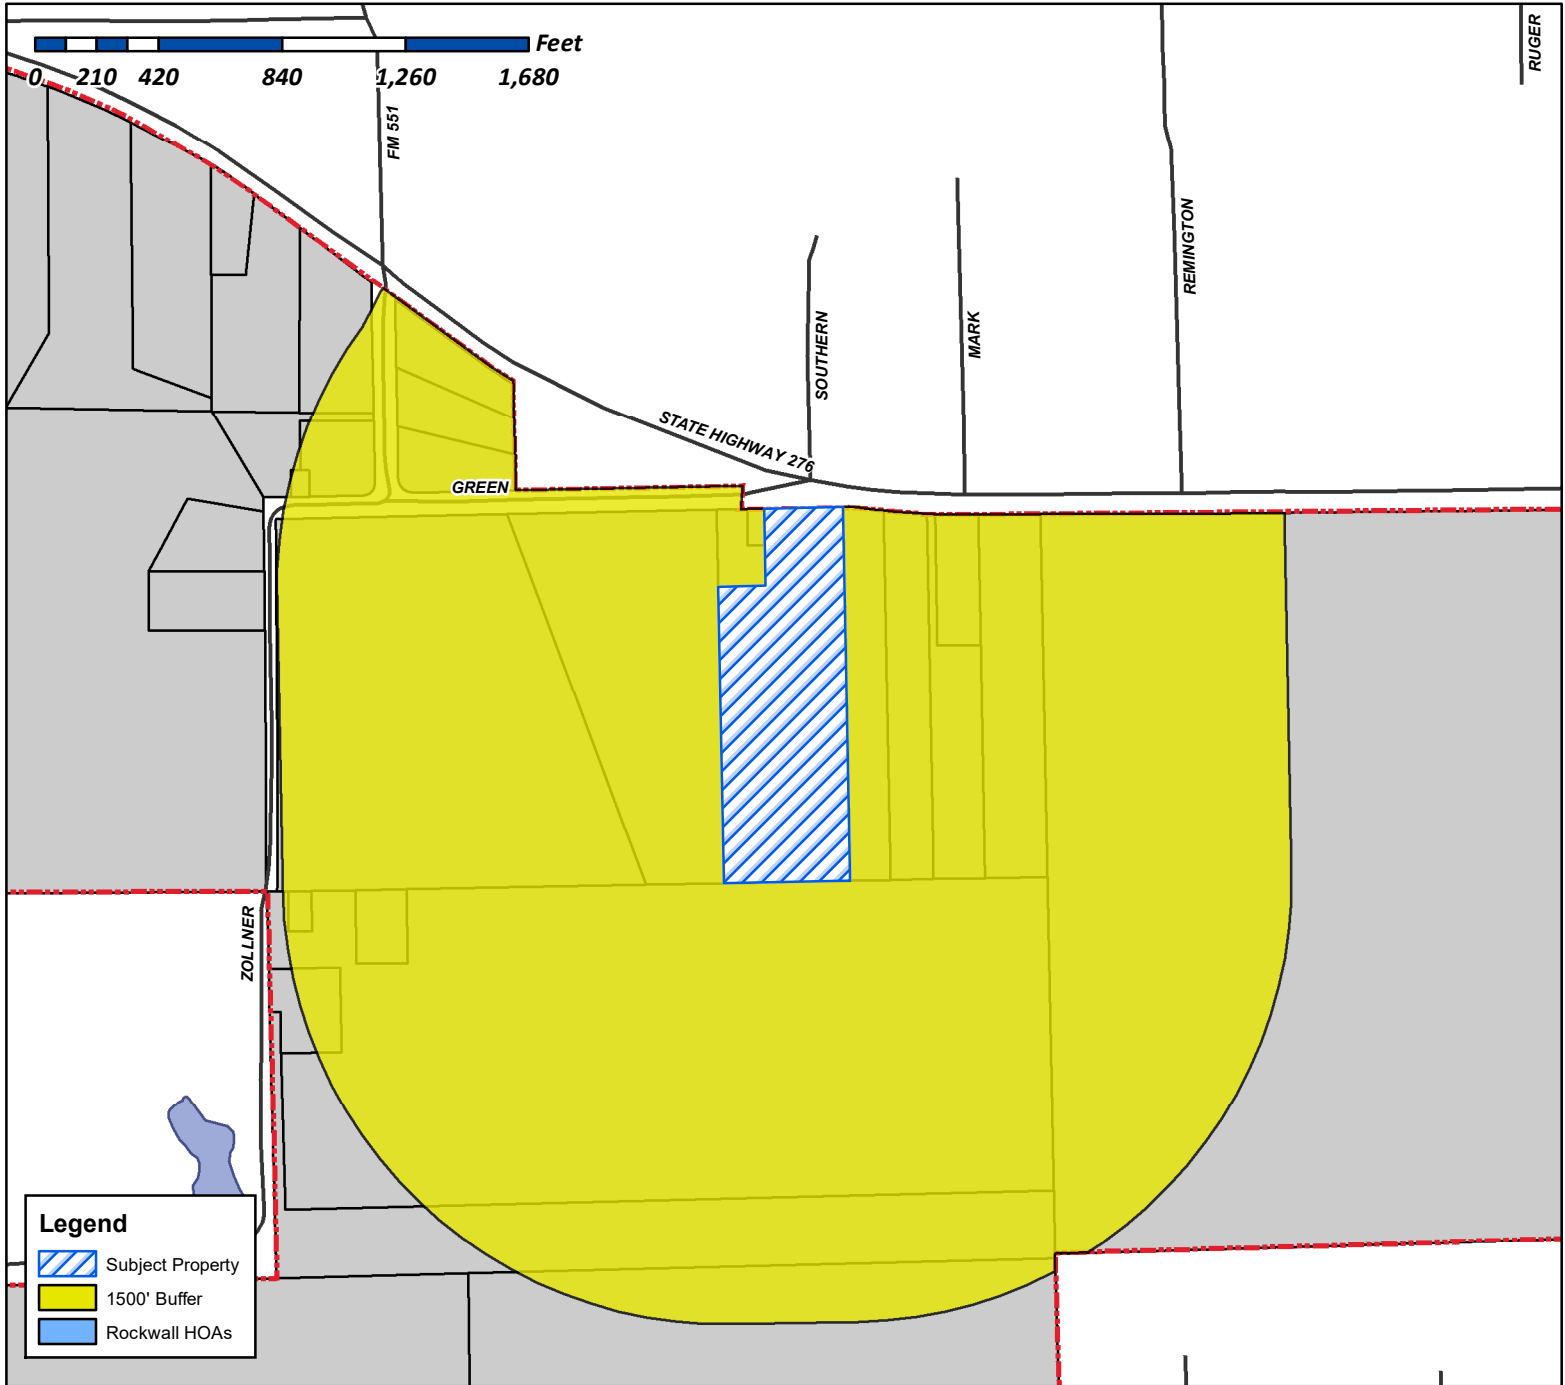 Feet
0 210 420 840 1,260 1,680
RUGER
FM 551
REMINGTON
SOUTHERN
MARK
STATE HIGHWAY 276
GREEN
ZOLLNER
Legend
Subject Property
1500' Buffer
Rockwall HOAs